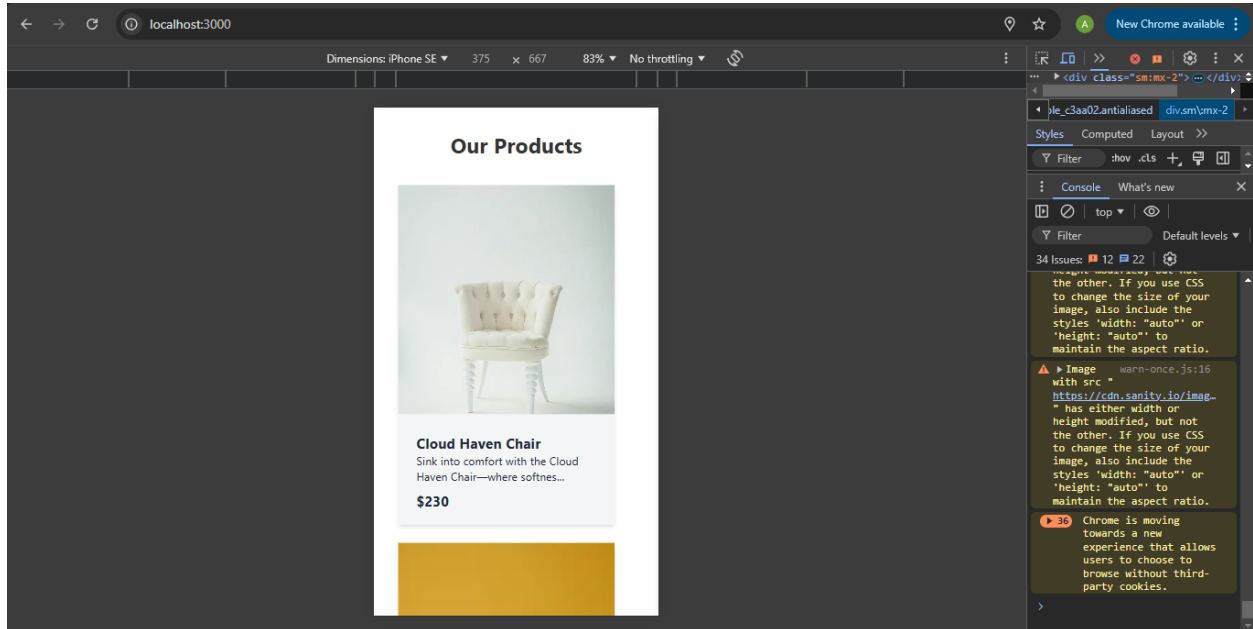 localhost:3000
A
New Chrome available
Dimensions: iPhone SE ▼ 375 × 667 83% ▼ No throttling ▼
<div class="sm:mx-2">…</div>
ple_c3aa02.antialiased div.sm\:mx-2
Styles Computed Layout
Filter :hov .cls
Console What's new
top ▼
Filter Default levels ▼
34 Issues: 12 22
height modified, but not
the other. If you use CSS
to change the size of your
image, also include the
styles 'width: "auto"' or
'height: "auto"' to
maintain the aspect ratio.
Image warn-once.js:16
with src "
https://cdn.sanity.io/imag…
" has either width or
height modified, but not
the other. If you use CSS
to change the size of your
image, also include the
styles 'width: "auto"' or
'height: "auto"' to
maintain the aspect ratio.
36 Chrome is moving
towards a new
experience that allows
users to choose to
browse without third-
party cookies.
Our Products
Cloud Haven Chair
Sink into comfort with the Cloud
Haven Chair—where softnes...
$230